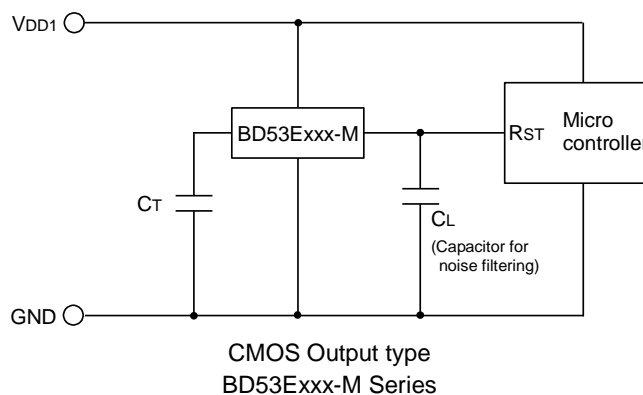 VDD1
BD53Exxx-M
RST
Micro
controller
CT
CL
(Capacitor for
noise filtering)
GND
CMOS Output type
BD53Exxx-M Series